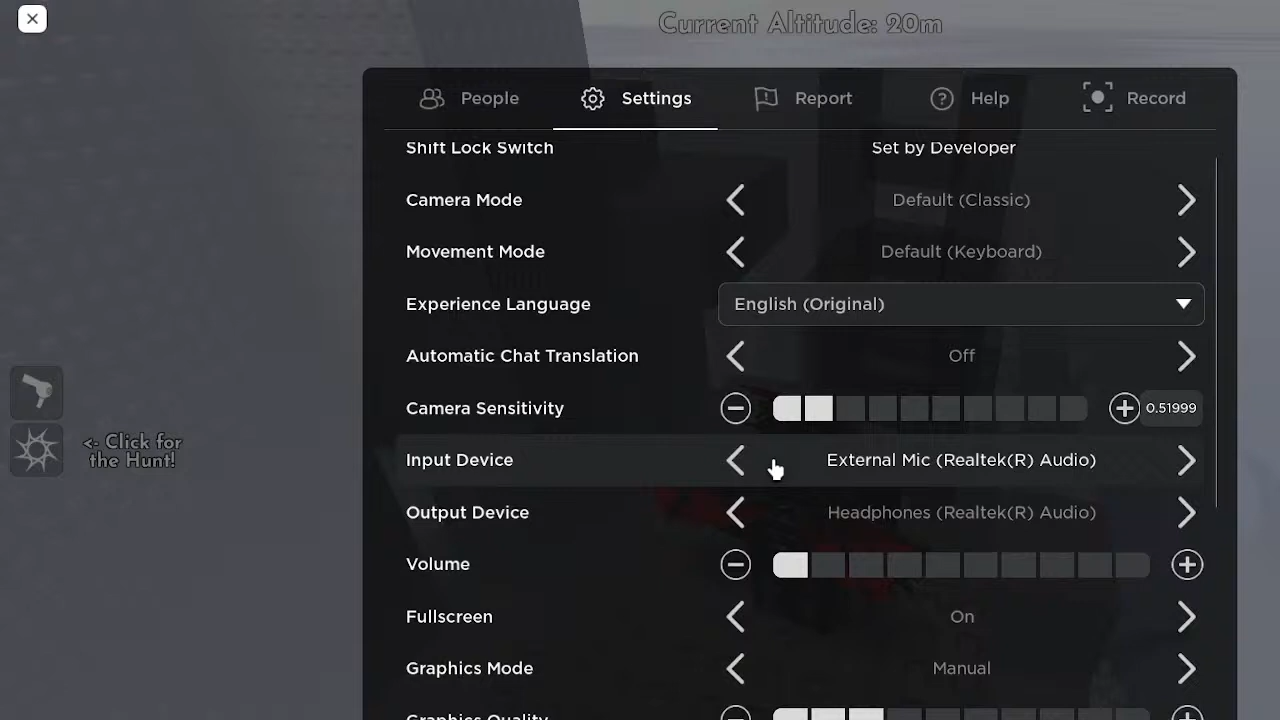 Current Altitude: 20m
People
Settings
Report
Help
Record
Shift Lock Switch
Set by Developer
Camera Mode
Default (Classic)
Movement Mode
Default (Keyboard)
Experience Language
English (Original)
Automatic Chat Translation
Off
Camera Sensitivity
0.51999
<- Click for
the Hunt!
Input Device
External Mic (Realtek(R) Audio)
Output Device
Headphones (Realtek(R) Audio)
Volume
Fullscreen
On
Graphics Mode
Manual
Graphics Quality